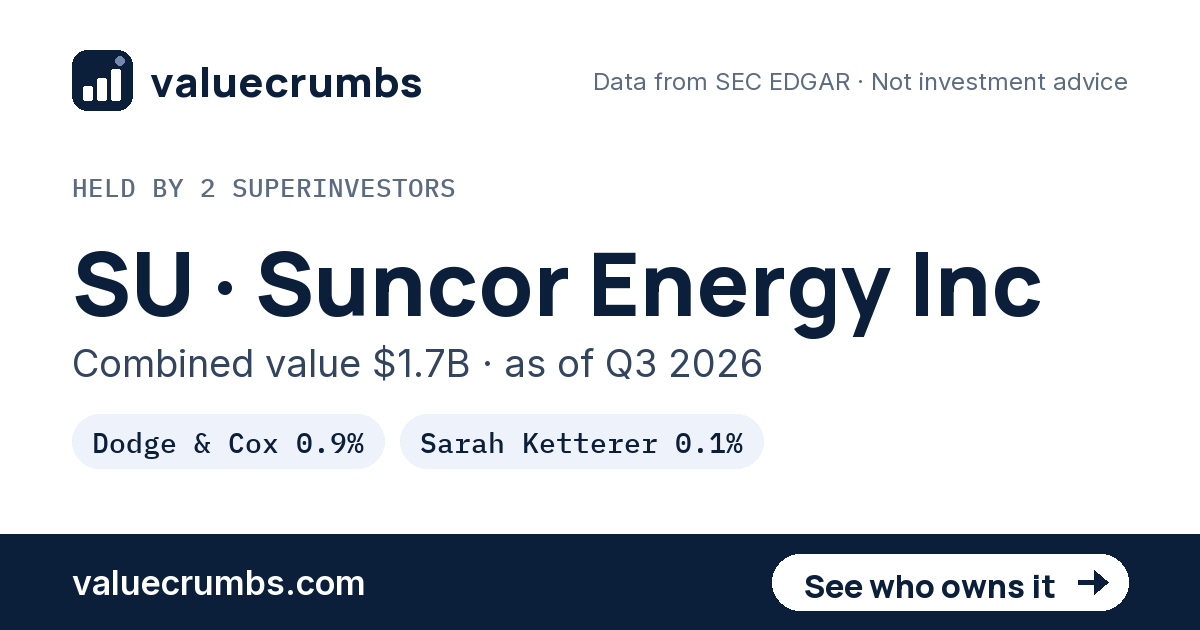 valuecrumbs
Data from SEC EDGAR · Not investment advice
HELD BY 2 SUPERINVESTORS
SU · Suncor Energy Inc
Combined value $1.7B · as of Q3 2026
Dodge & Cox 0.9%
Sarah Ketterer 0.1%
valuecrumbs.com
See who owns it →